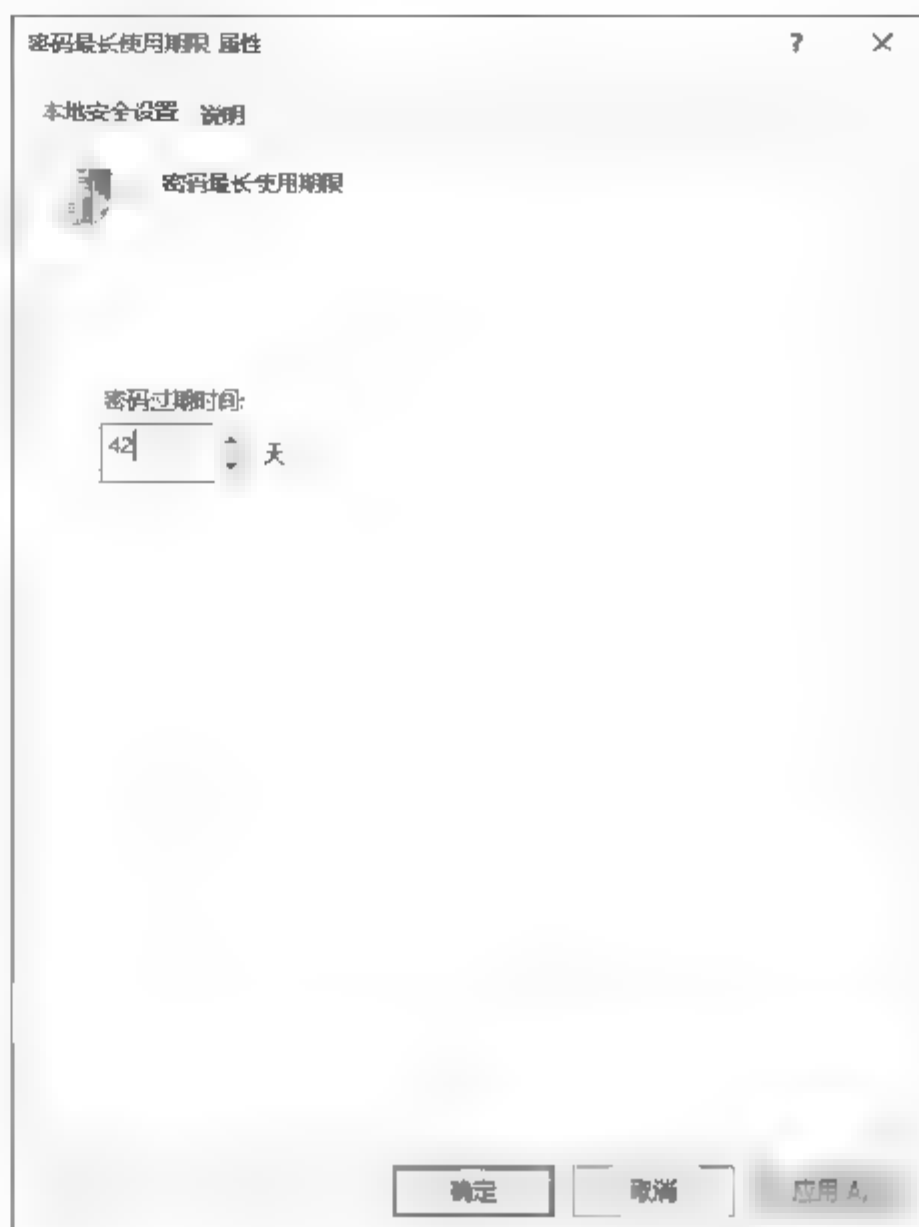 密码最长使用期限 属性 ? ×
本地安全设置 说明
密码最长使用期限
密码过期时间:
42 天
确定 取消 应用 A,